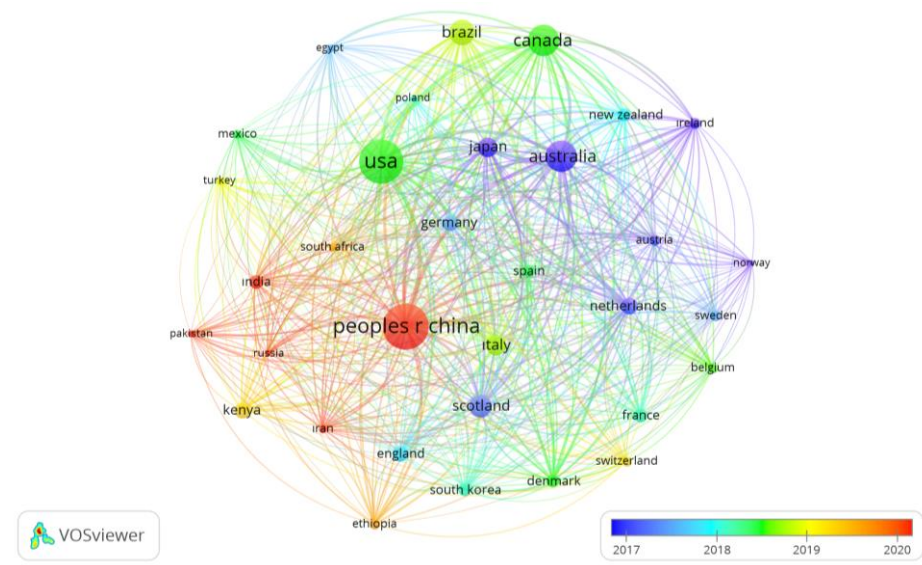 brazil
canada
egypt
poland
new zealand
ireland
mexico
japan
australia
usa
turkey
germany
south africa
austria
norway
spain
india
netherlands
sweden
peoples r china
pakistan
italy
russia
belgium
scotland
kenya
france
iran
england
switzerland
south korea
denmark
ethiopia
VOSviewer
2017 2018 2019 2020